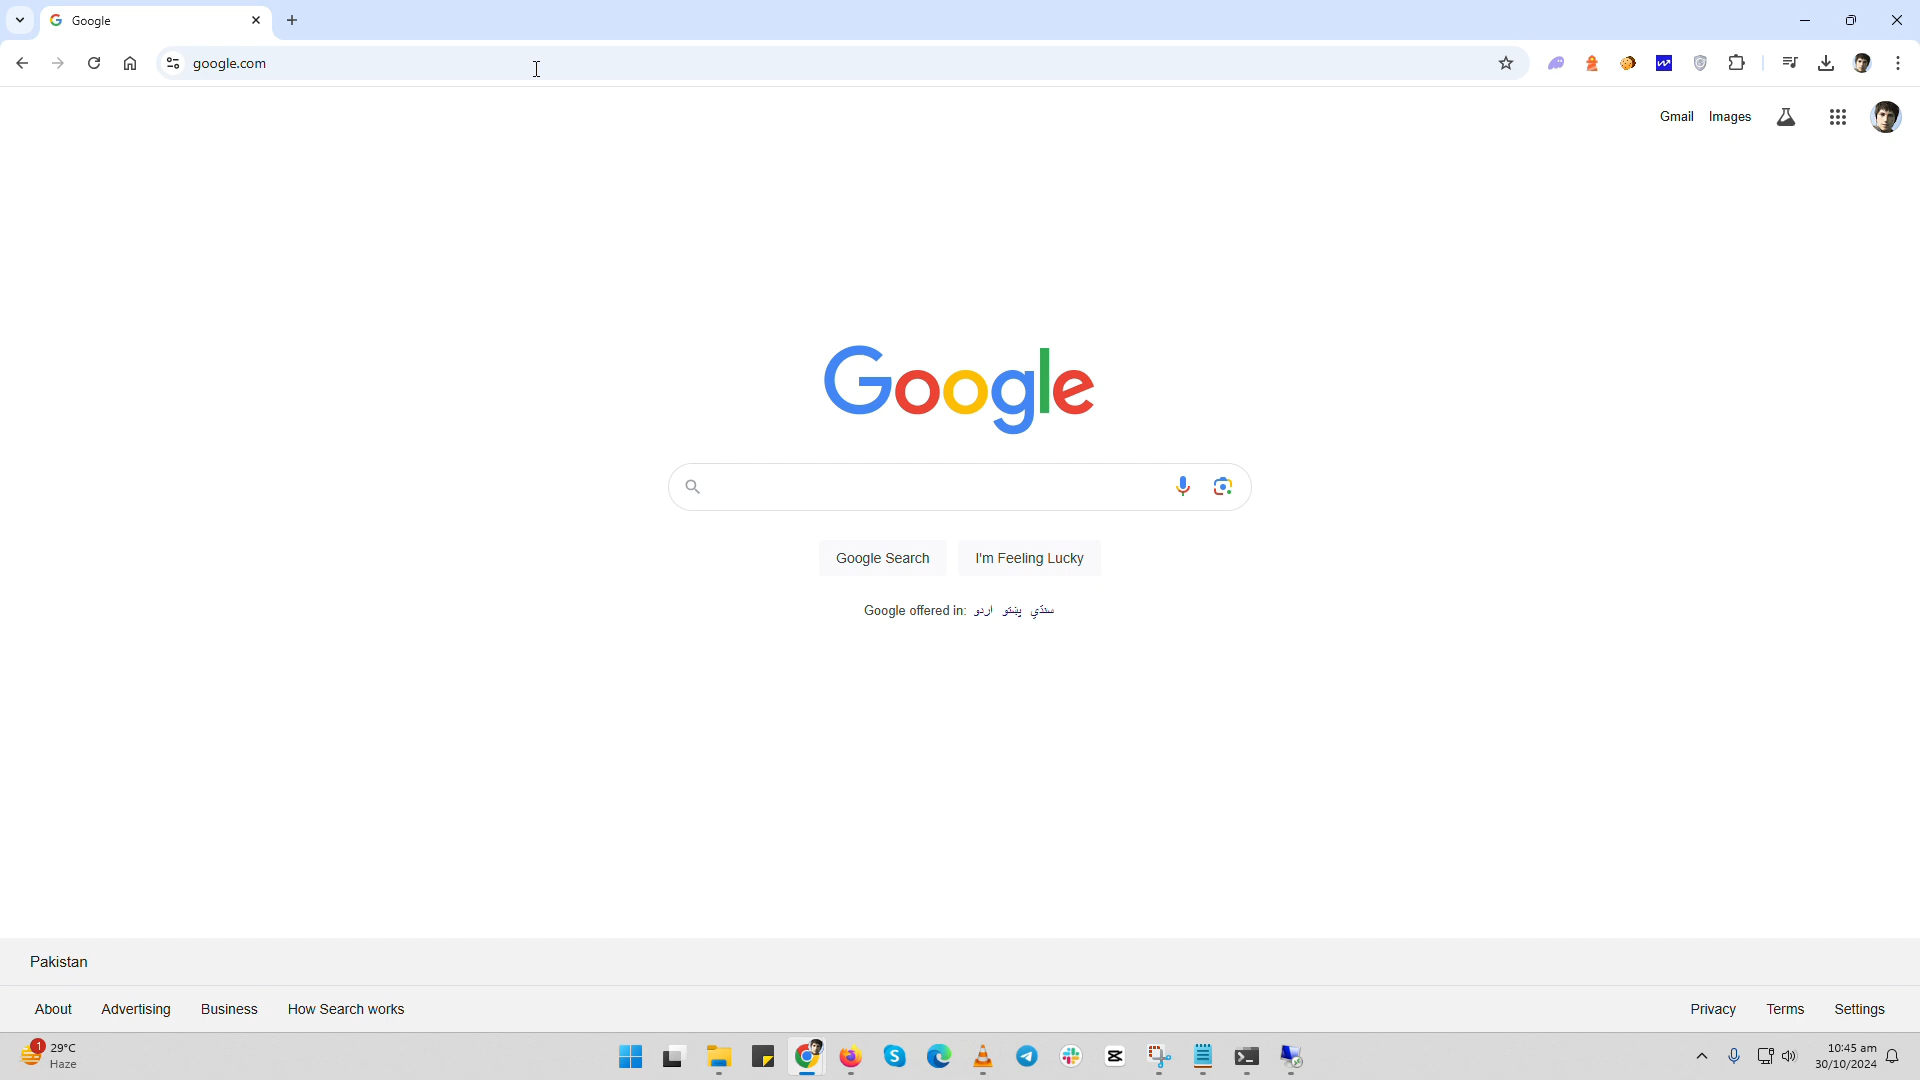 Google
google.com
Gmail Images
Google
Google Search I'm Feeling Lucky
Google offered in: اردو پښتو سنڌي
Pakistan
About Advertising Business How Search works Privacy Terms Settings
1
29°C
Haze
10:45 am
30/10/2024